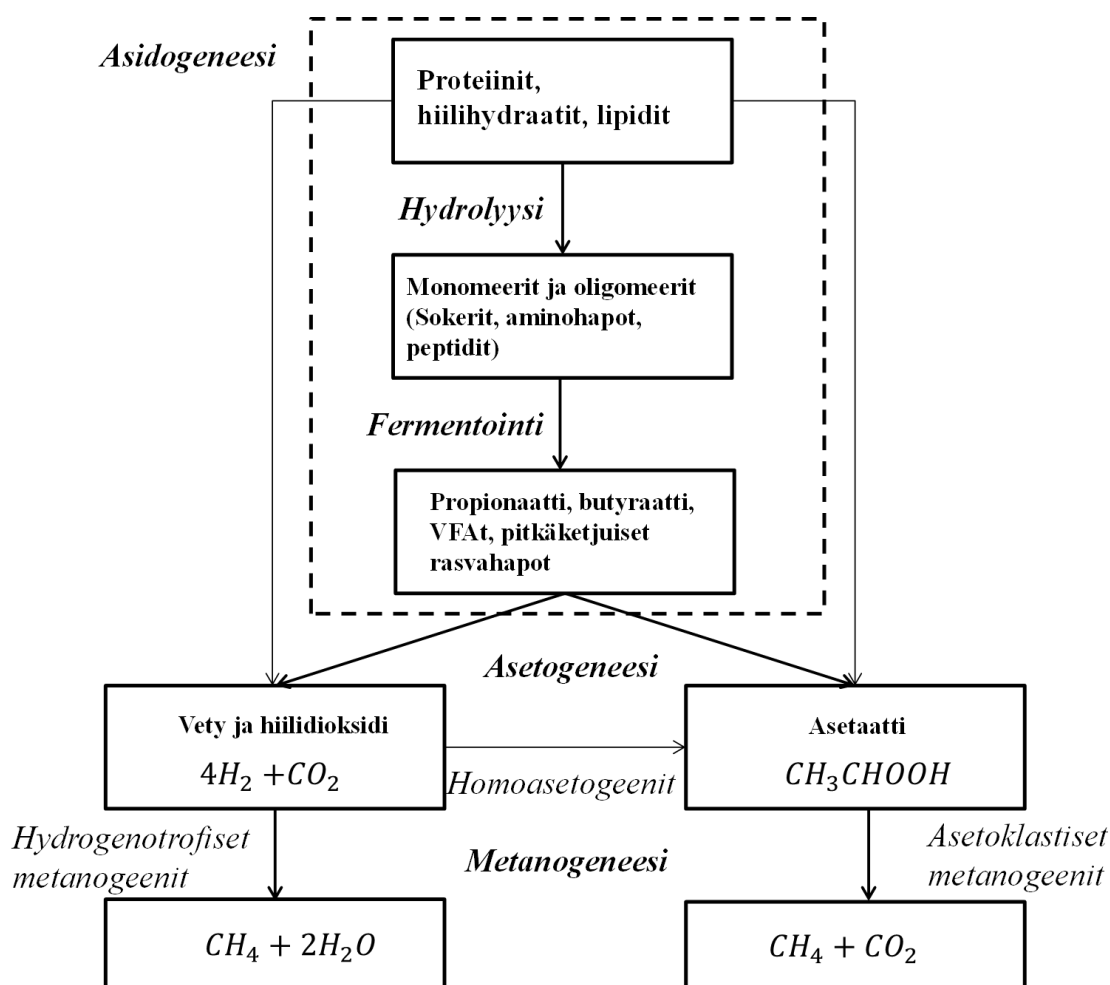 Asidogeneesi
Proteiinit,
hiilihydraatit, lipidit
Hydrolyysi
Monomeerit ja oligomeerit
(Sokerit, aminohapot,
peptidit)
Fermentointi
Propionaatti, butyraatti,
VFAt, pitkäketjuiset
rasvahapot
Asetogeneesi
Vety ja hiilidioksidi
4H₂ +CO₂
Homoasetogeenit
Asetaatti
CH₃CHOOH
Hydrogenotrofiset
metanogeenit
Metanogeneesi
Asetoklastiset
metanogeenit
CH₄ + 2H₂O
CH₄ + CO₂